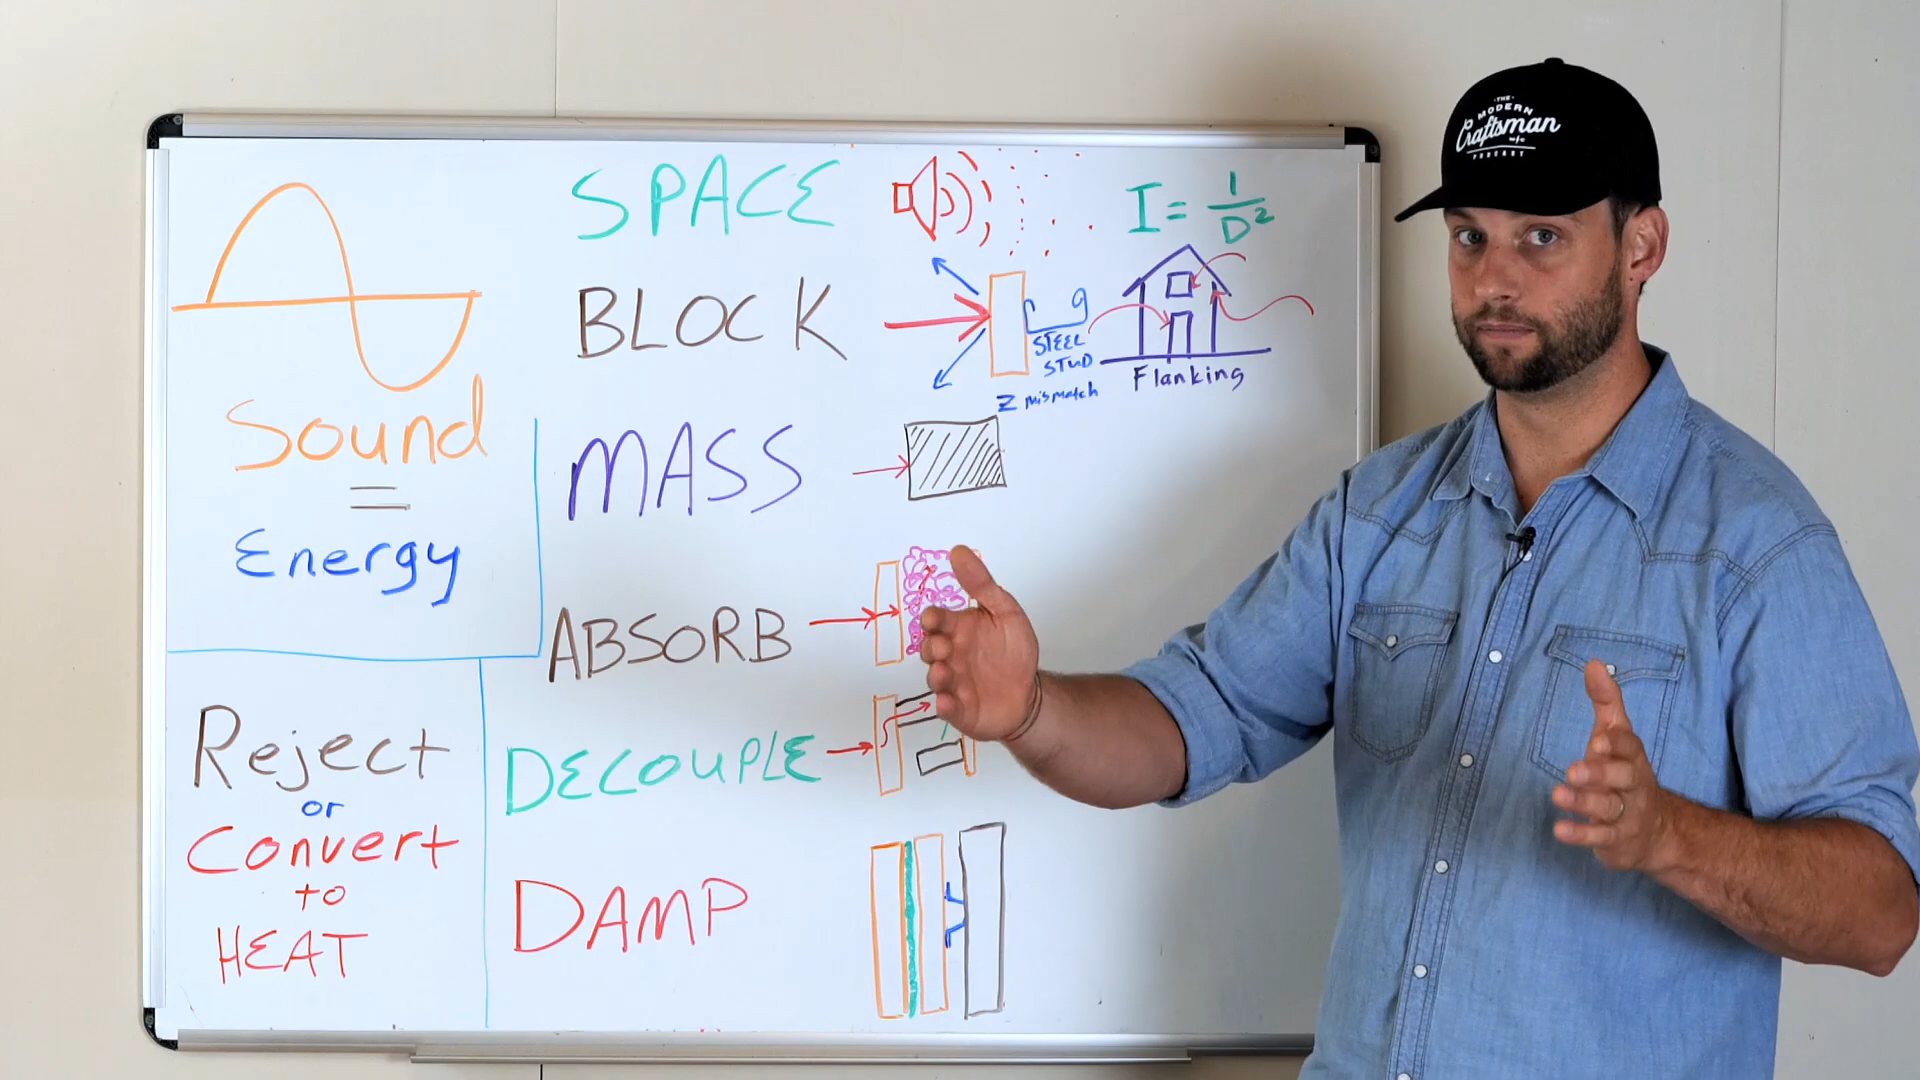 Sound
=
Energy
Reject
or
Convert
to
HEAT
SPACE
I = 1/D²
BLOCK
STEEL
STUD
Z mismatch
Flanking
MASS
ABSORB
DECOUPLE
DAMP
THE
MODERN
Craftsman
PODCAST